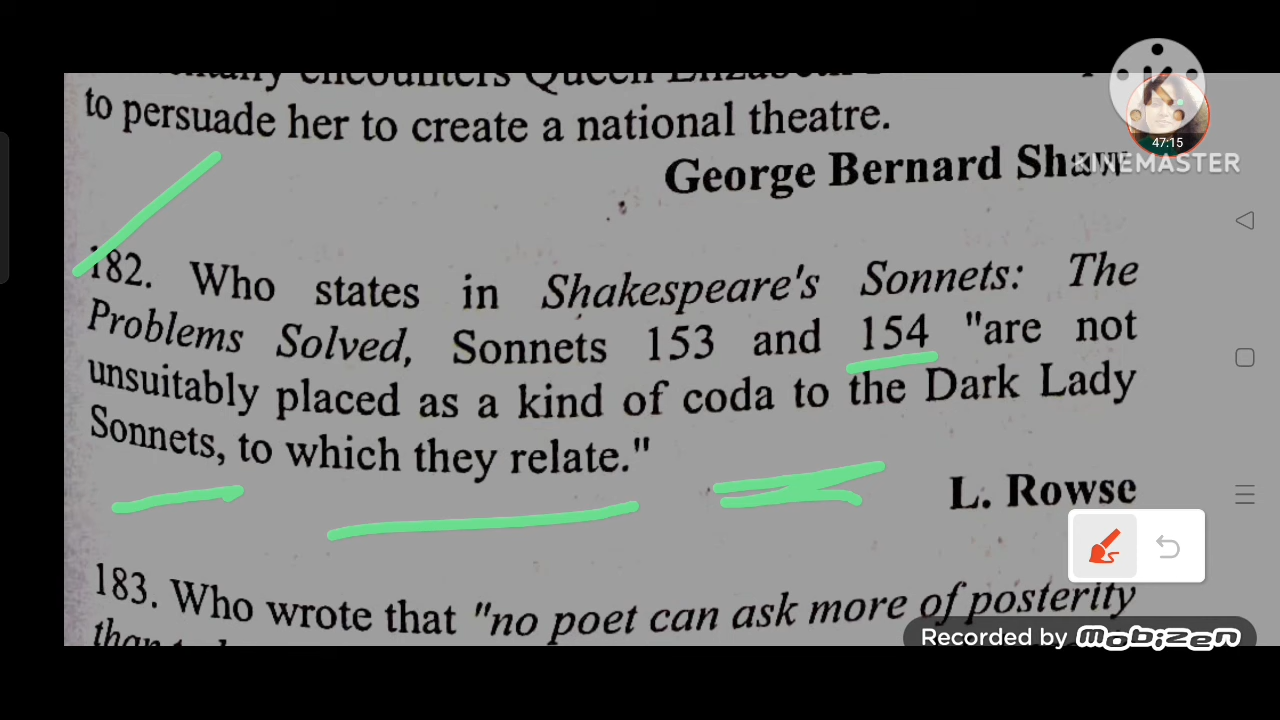 encounters Queen
to persuade her to create a national theatre.
George Bernard Shaw
47:15
KINEMASTER
182. Who states in Shakespeare's Sonnets: The
Problems Solved, Sonnets 153 and 154 "are not
unsuitably placed as a kind of coda to the Dark Lady
Sonnets, to which they relate."
L. Rowse
183. Who wrote that "no poet can ask more of posterity
Recorded by mobizen